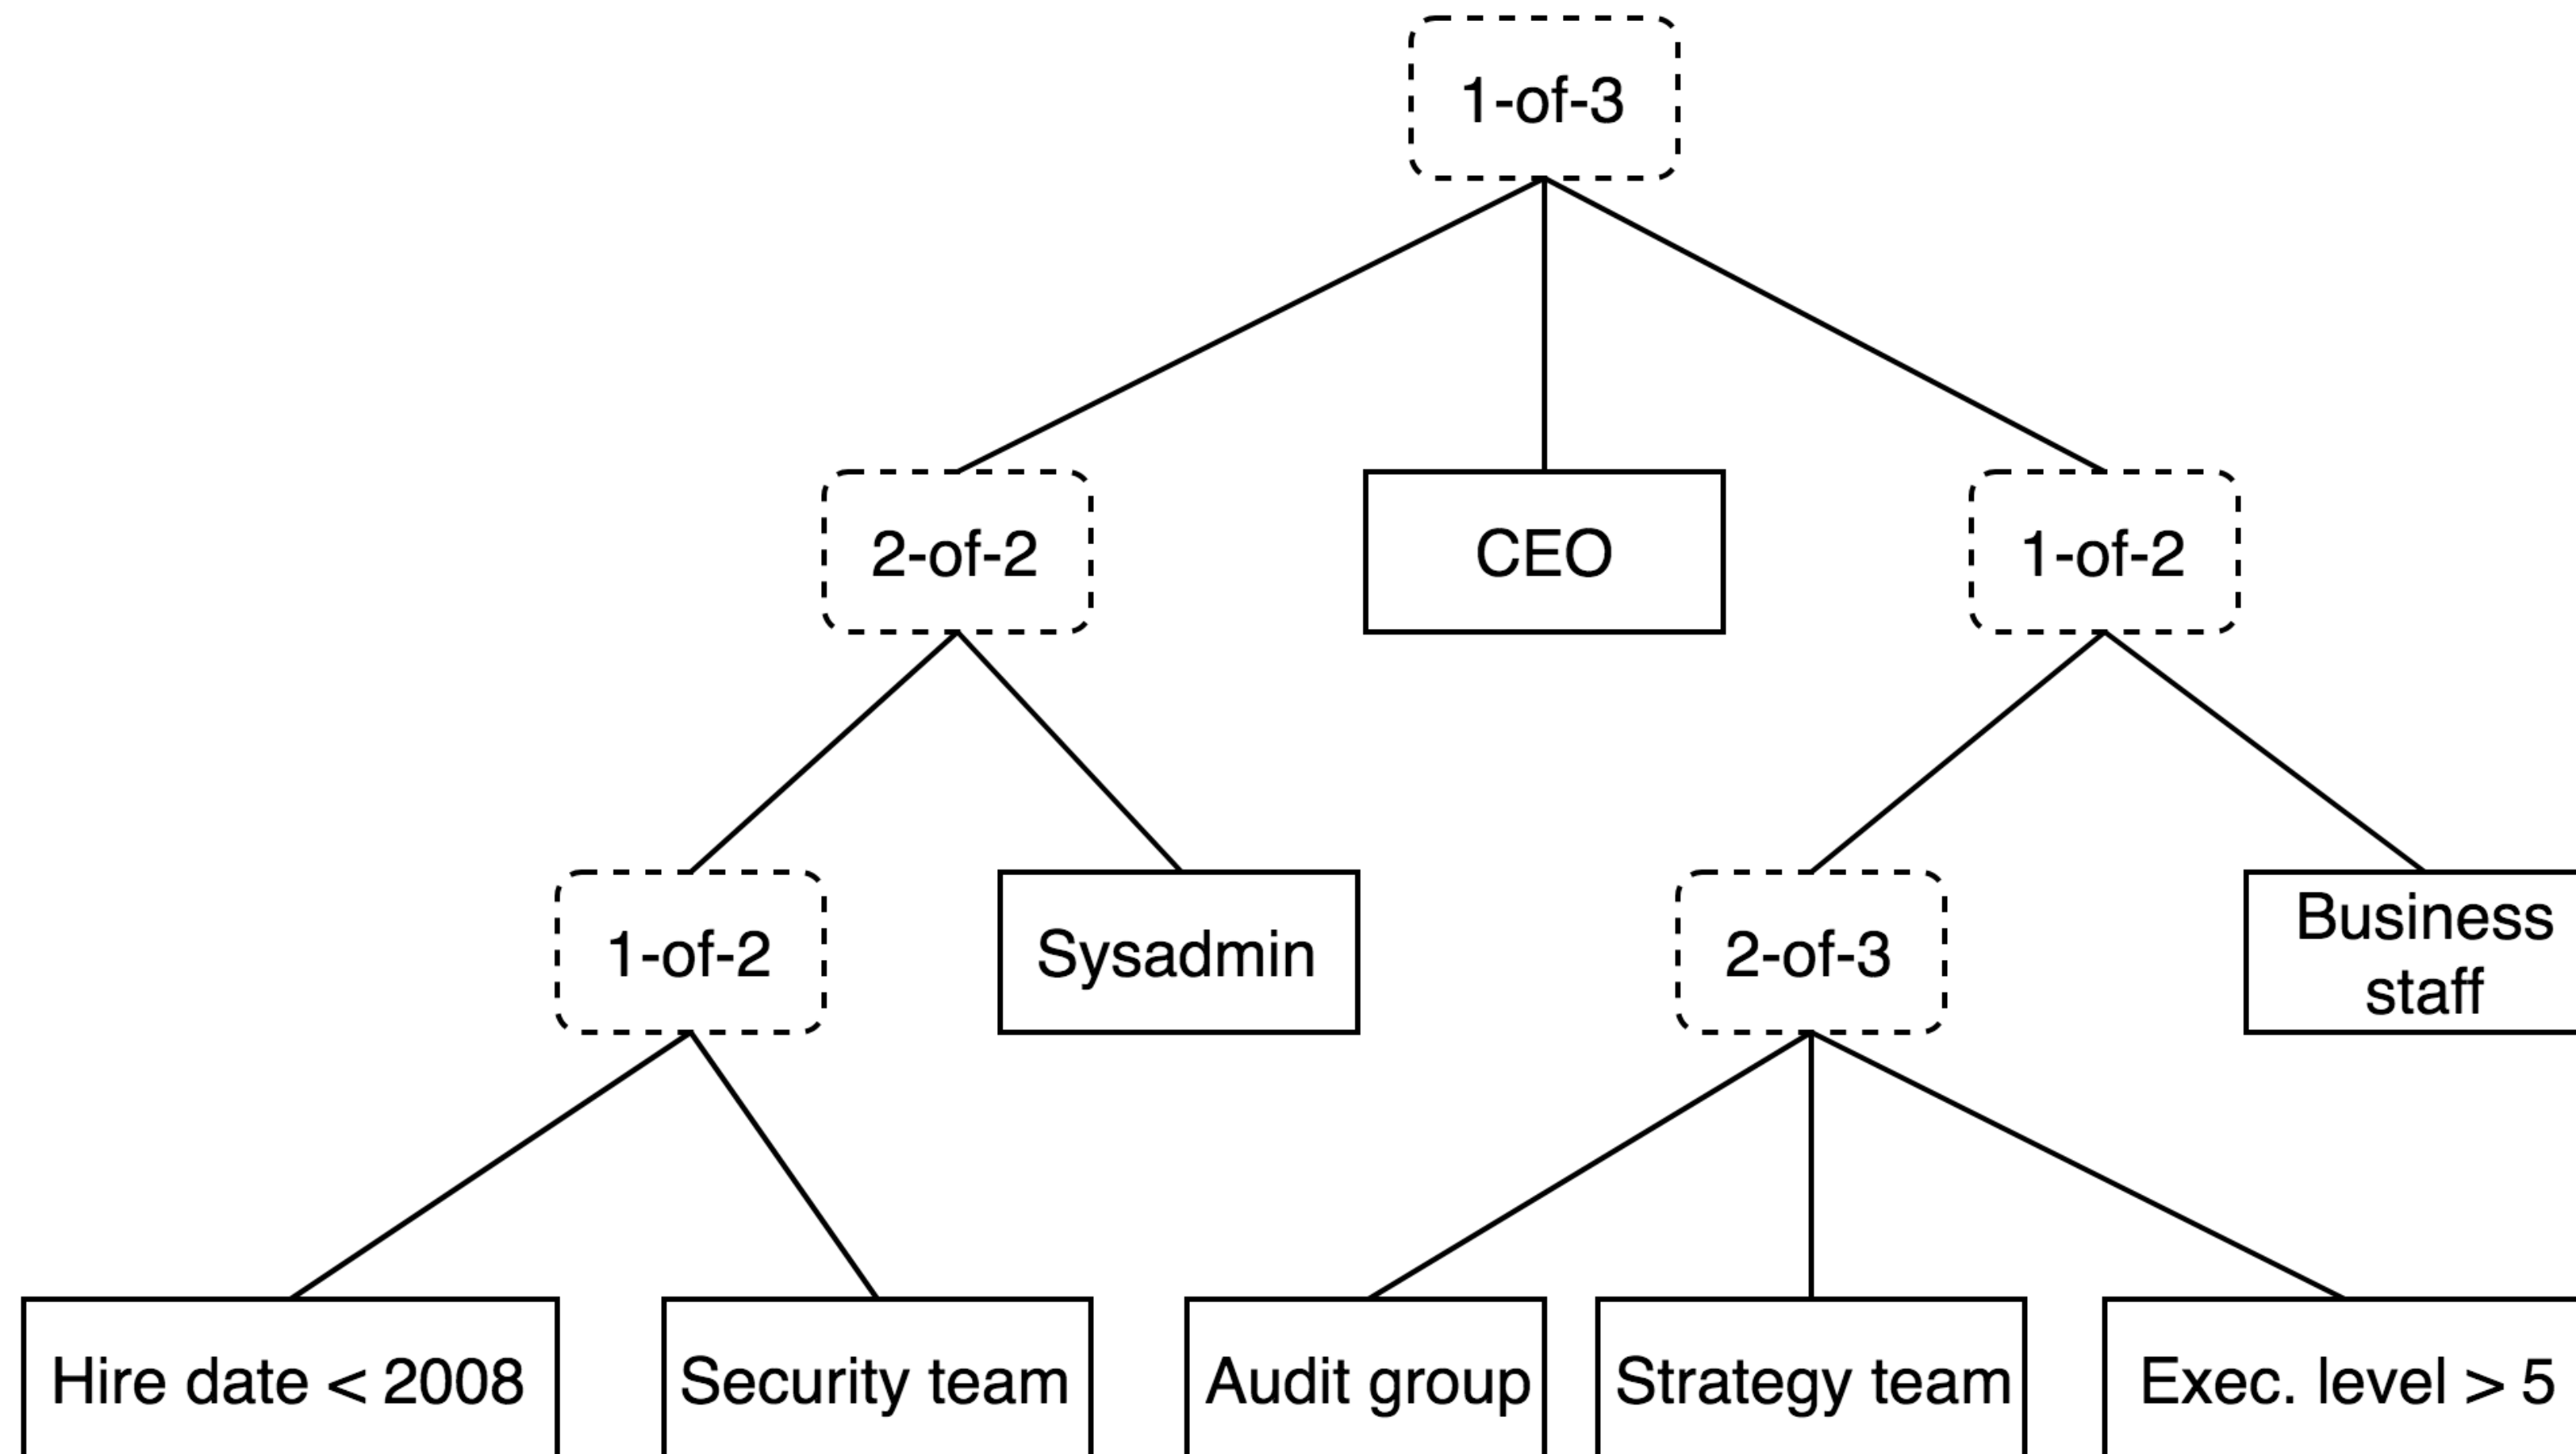 1-of-3
2-of-2
CEO
1-of-2
1-of-2
Sysadmin
2-of-3
Business
staff
Hire date < 2008
Security team
Audit group
Strategy team
Exec. level > 5